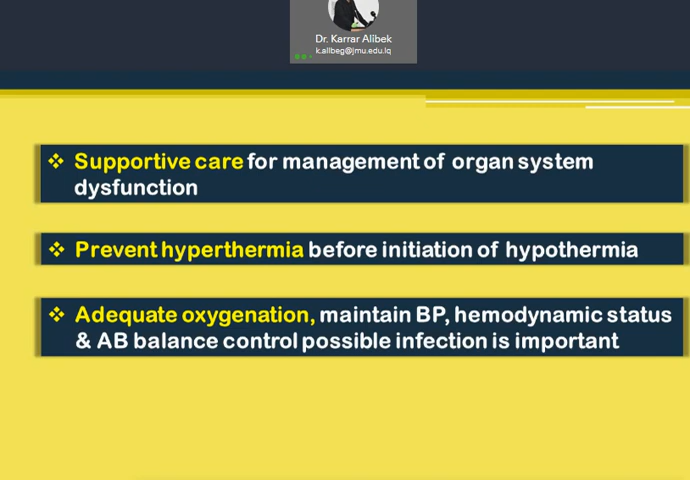 Dr. Karrar Alibek
k.alibeg@jmu.edu.iq
❖ Supportive care for management of organ system
dysfunction
❖ Prevent hyperthermia before initiation of hypothermia
❖ Adequate oxygenation, maintain BP, hemodynamic status
& AB balance control possible infection is important